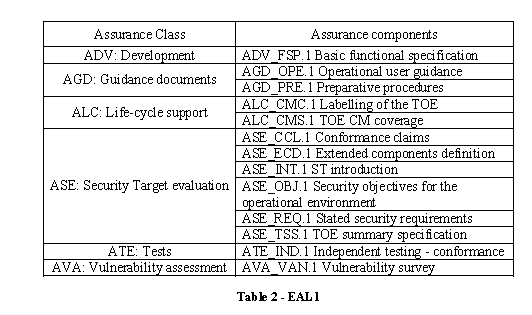 Assurance Class Assurance components
ADV: Development ADV_FSP.1 Basic functional specification
AGD: Guidance documents AGD_OPE.1 Operational user guidance
AGD_PRE.1 Preparative procedures
ALC: Life-cycle support ALC_CMC.1 Labelling of the TOE
ALC_CMS.1 TOE CM coverage
ASE: Security Target evaluation ASE_CCL.1 Conformance claims
ASE_ECD.1 Extended components definition
ASE_INT.1 ST introduction
ASE_OBJ.1 Security objectives for the
operational environment
ASE_REQ.1 Stated security requirements
ASE_TSS.1 TOE summary specification
ATE: Tests ATE_IND.1 Independent testing - conformance
AVA: Vulnerability assessment AVA_VAN.1 Vulnerability survey
Table 2 - EAL1